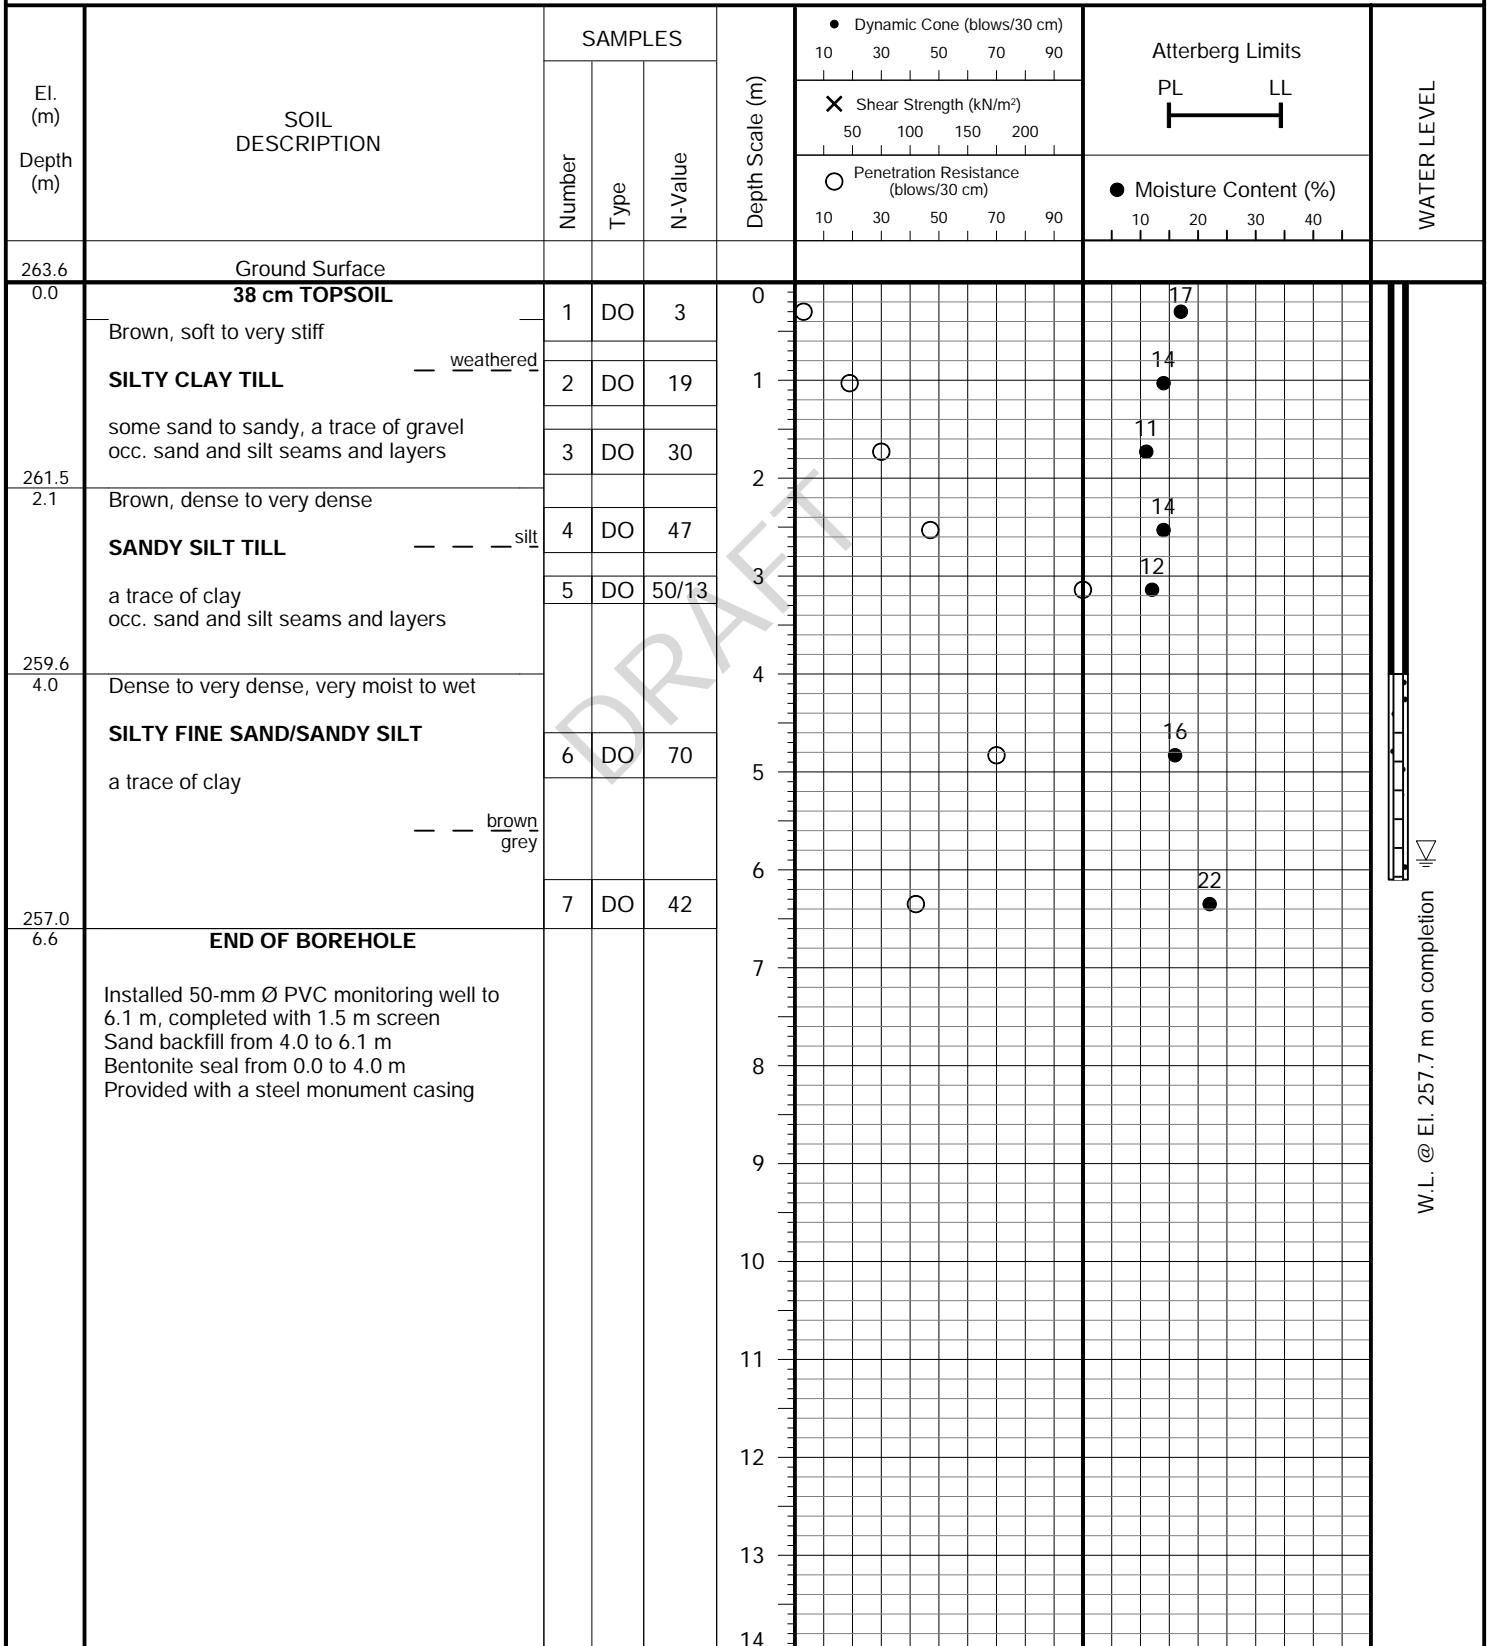 El.
(m)
Depth
(m)
SOIL
DESCRIPTION
SAMPLES
Number
Type
N-Value
Depth Scale (m)
● Dynamic Cone (blows/30 cm)
10 30 50 70 90
✕ Shear Strength (kN/m²)
50 100 150 200
○ Penetration Resistance
(blows/30 cm)
10 30 50 70 90
Atterberg Limits
PL LL
● Moisture Content (%)
10 20 30 40
WATER LEVEL
263.6 Ground Surface
0.0 38 cm TOPSOIL
Brown, soft to very stiff
weathered
SILTY CLAY TILL
some sand to sandy, a trace of gravel
occ. sand and silt seams and layers
261.5
2.1 Brown, dense to very dense
silt
SANDY SILT TILL
a trace of clay
occ. sand and silt seams and layers
259.6
4.0 Dense to very dense, very moist to wet
SILTY FINE SAND/SANDY SILT
a trace of clay
brown
grey
257.0
6.6 END OF BOREHOLE
Installed 50-mm Ø PVC monitoring well to
6.1 m, completed with 1.5 m screen
Sand backfill from 4.0 to 6.1 m
Bentonite seal from 0.0 to 4.0 m
Provided with a steel monument casing
1 DO 3
2 DO 19
3 DO 30
4 DO 47
5 DO 50/13
6 DO 70
7 DO 42
0
1
2
3
4
5
6
7
8
9
10
11
12
13
14
17
14
11
14
12
16
22
W.L. @ El. 257.7 m on completion
DRAFT